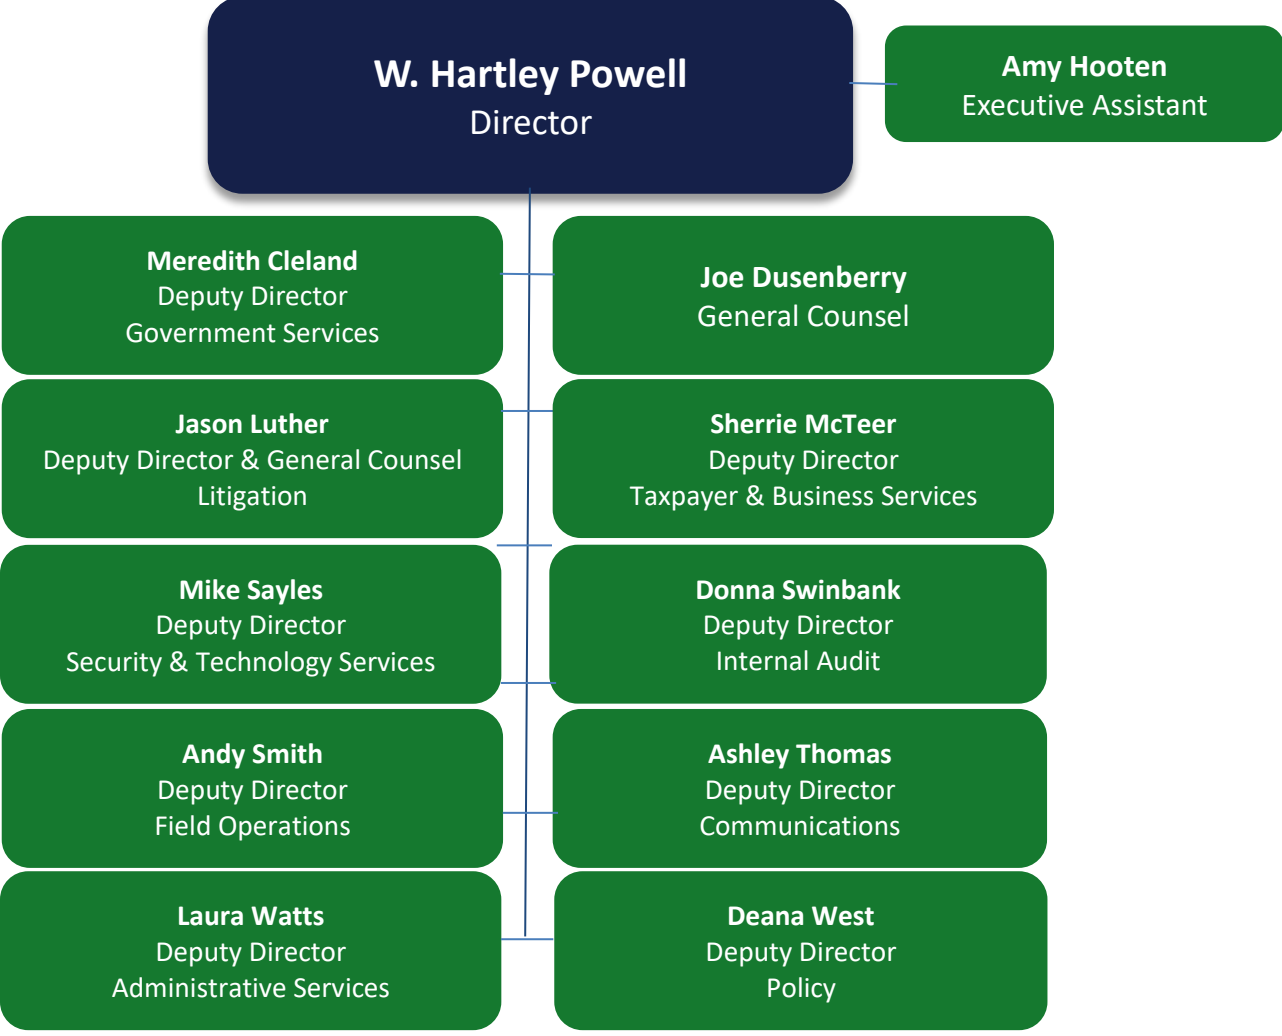 W. Hartley Powell
Director
Amy Hooten
Executive Assistant
Meredith Cleland
Deputy Director
Government Services
Joe Dusenberry
General Counsel
Jason Luther
Deputy Director & General Counsel
Litigation
Sherrie McTeer
Deputy Director
Taxpayer & Business Services
Mike Sayles
Deputy Director
Security & Technology Services
Donna Swinbank
Deputy Director
Internal Audit
Andy Smith
Deputy Director
Field Operations
Ashley Thomas
Deputy Director
Communications
Laura Watts
Deputy Director
Administrative Services
Deana West
Deputy Director
Policy